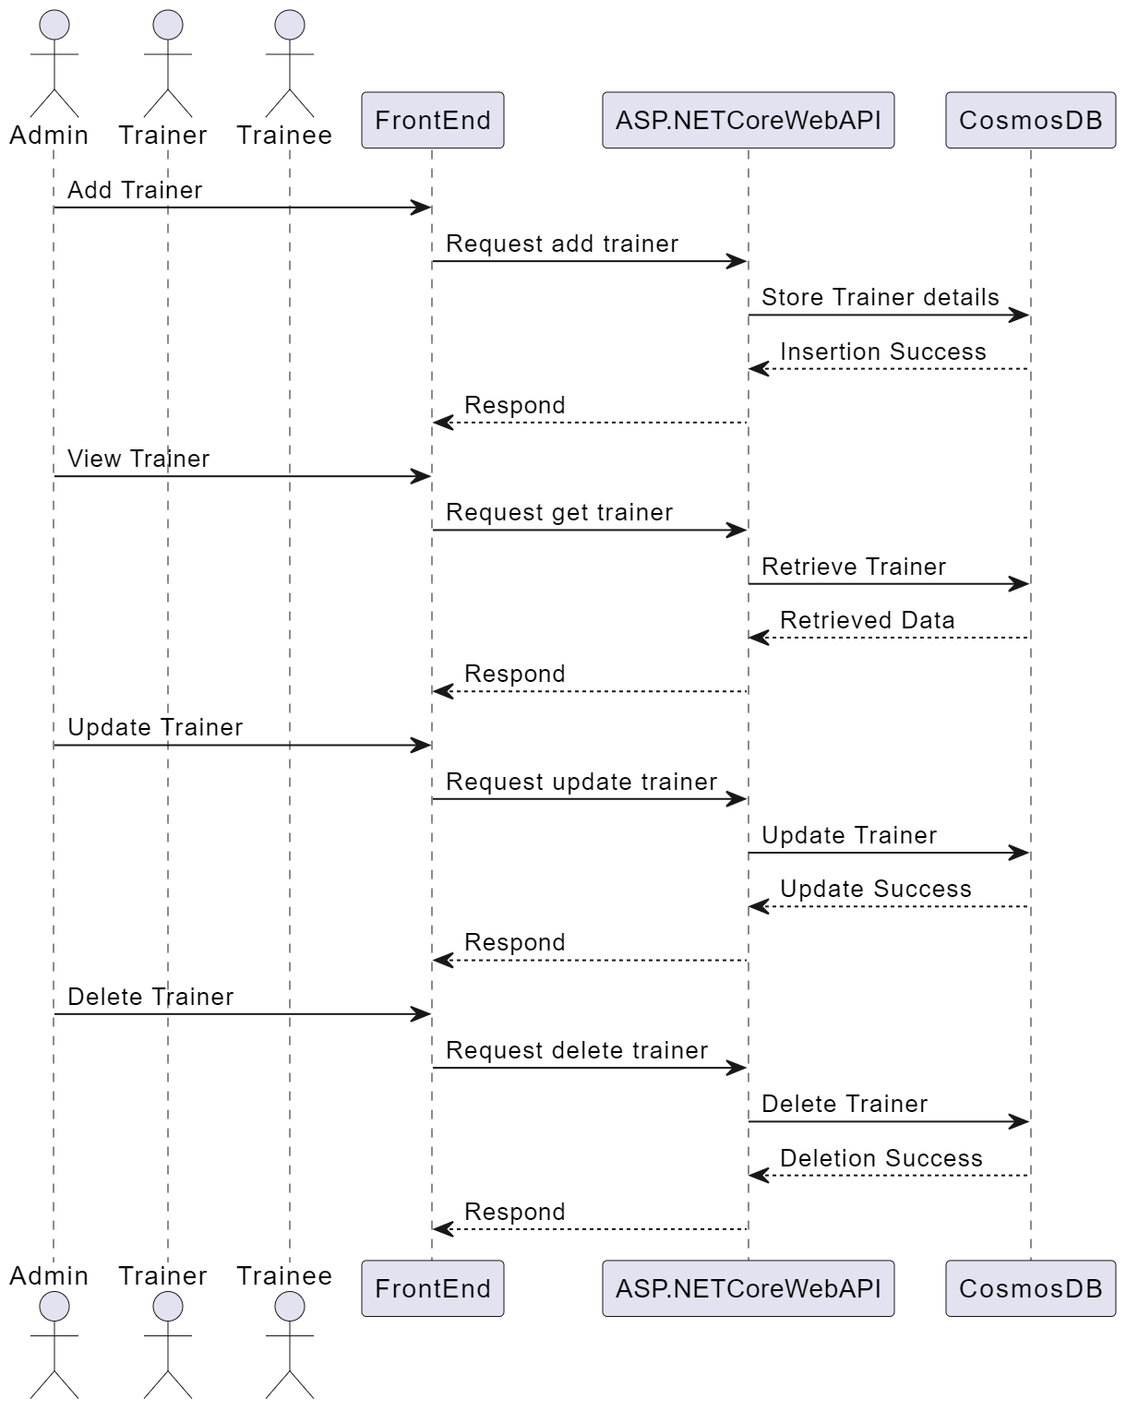 Admin
Trainer
Trainee
FrontEnd
ASP.NETCoreWebAPI
CosmosDB
Add Trainer
Request add trainer
Store Trainer details
Insertion Success
Respond
View Trainer
Request get trainer
Retrieve Trainer
Retrieved Data
Respond
Update Trainer
Request update trainer
Update Trainer
Update Success
Respond
Delete Trainer
Request delete trainer
Delete Trainer
Deletion Success
Respond
Admin
Trainer
Trainee
FrontEnd
ASP.NETCoreWebAPI
CosmosDB